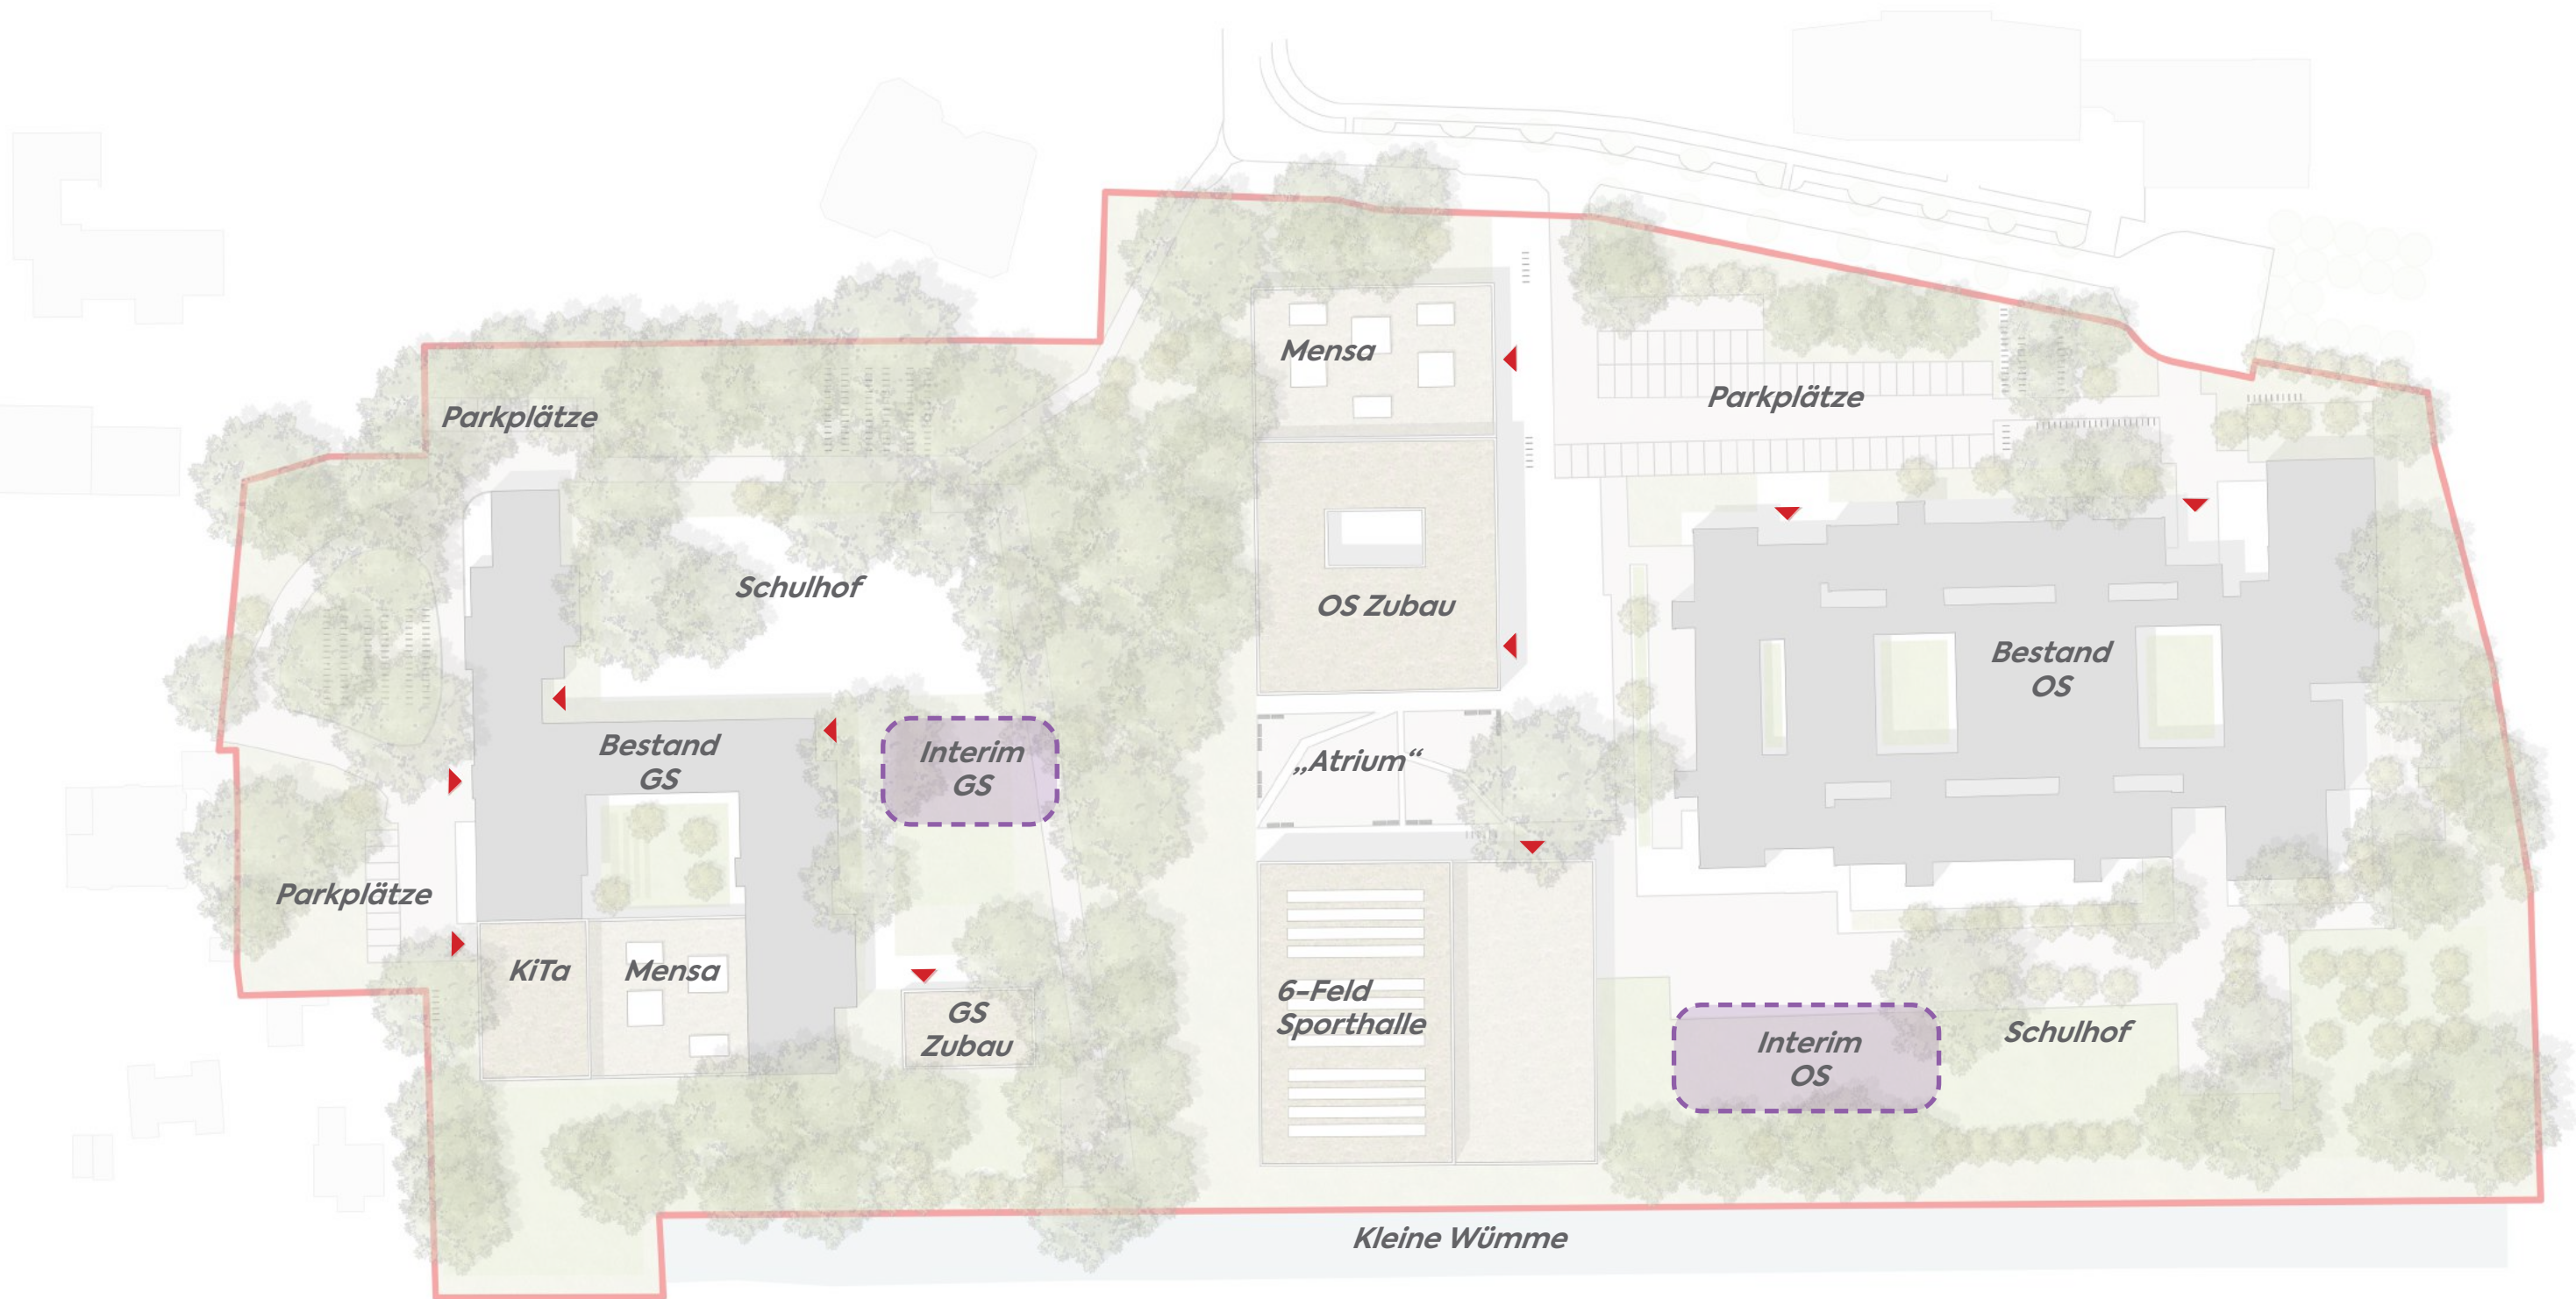 Mensa
Parkplätze
Parkplätze
Schulhof
OS Zubau
Bestand
OS
Bestand
GS
Interim
GS
„Atrium“
Parkplätze
KiTa
Mensa
GS
Zubau
6-Feld
Sporthalle
Interim
OS
Schulhof
Kleine Wümme